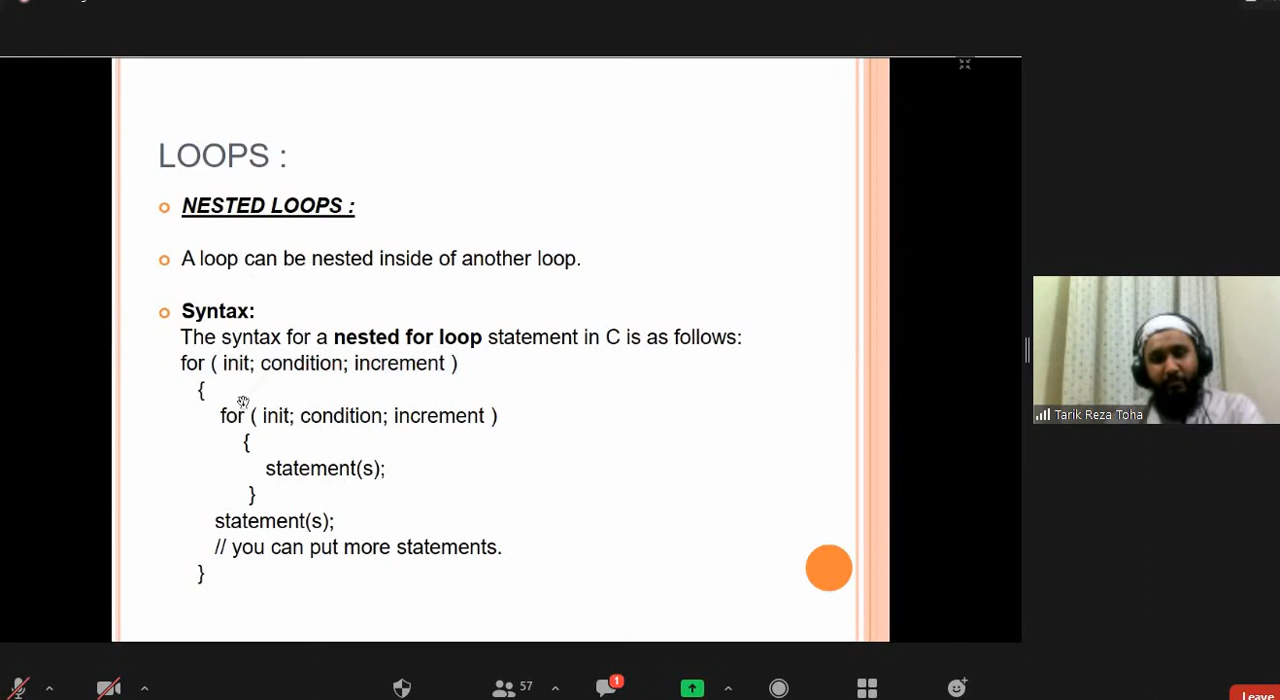 LOOPS :
NESTED LOOPS :
A loop can be nested inside of another loop.
Syntax:
The syntax for a nested for loop statement in C is as follows:
for ( init; condition; increment )
{
for ( init; condition; increment )
{
statement(s);
}
statement(s);
// you can put more statements.
}
Tarik Reza Toha
57
1
Leave